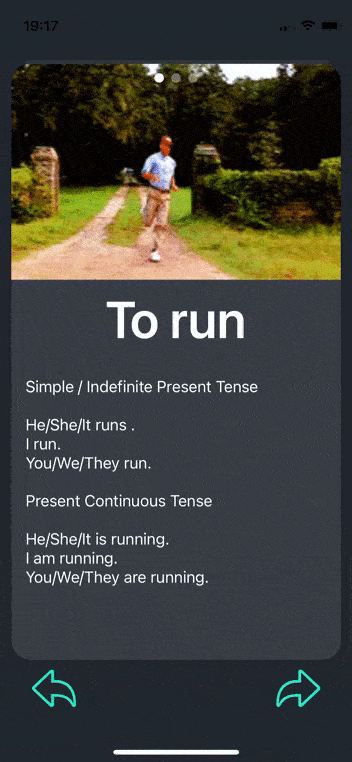 19:17
To run
Simple / Indefinite Present Tense
He/She/It runs .
I run.
You/We/They run.
Present Continuous Tense
He/She/It is running.
I am running.
You/We/They are running.